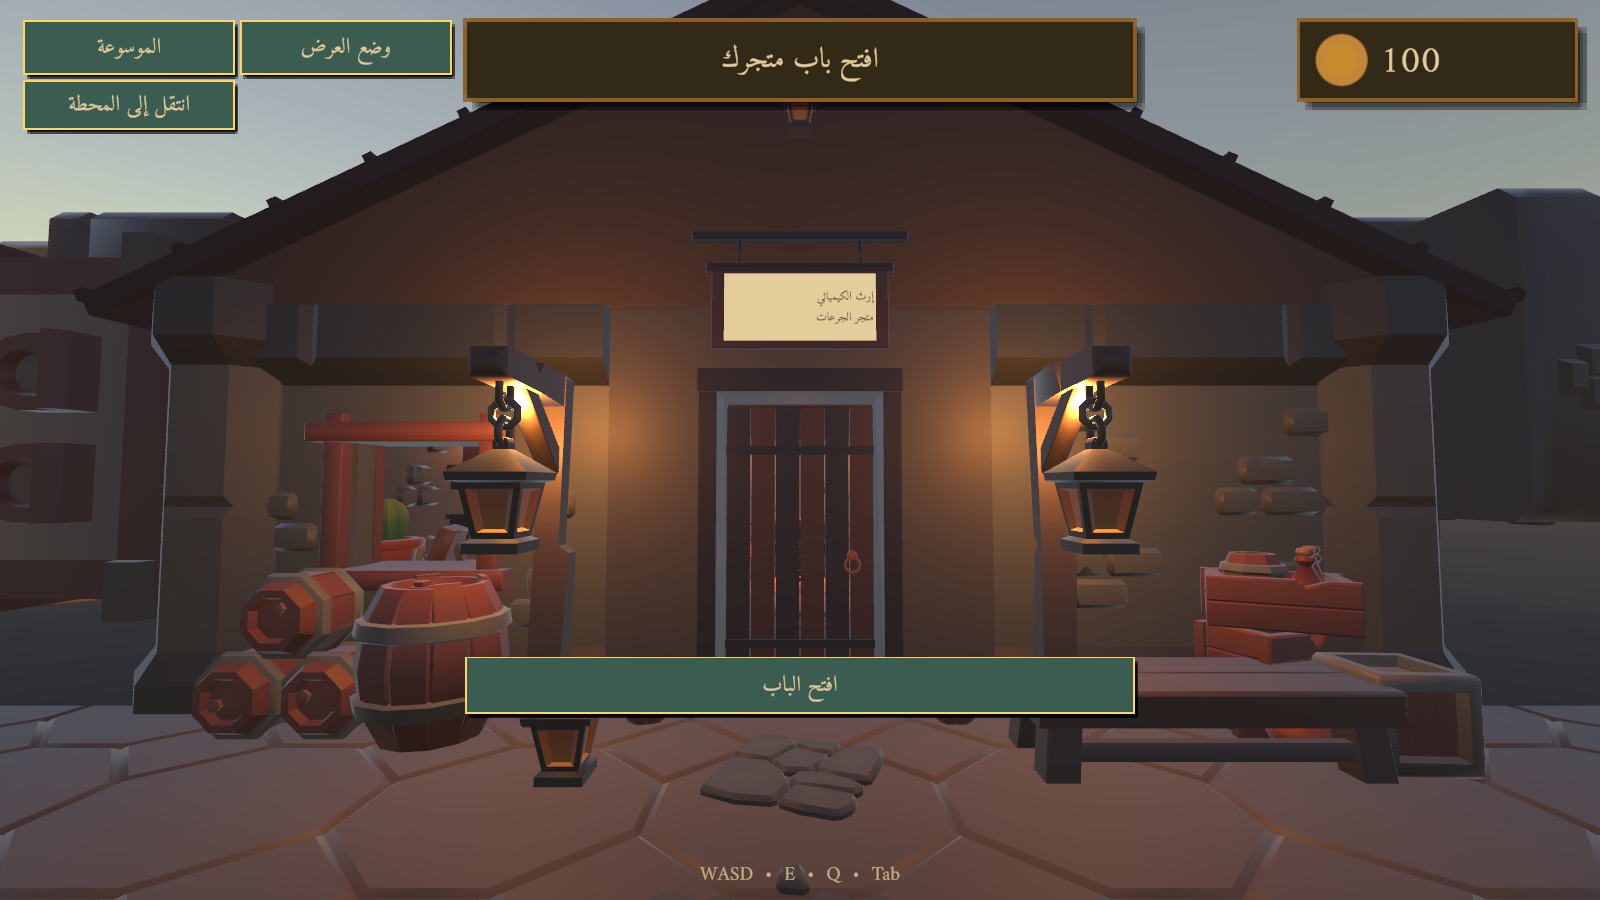 وضع العرض
الموسوعة
انتقل إلى المحطة
افتح باب متجرك
100
إرث الكيميائي
متجر الجرعات
افتح الباب
WASD • E • Q • Tab